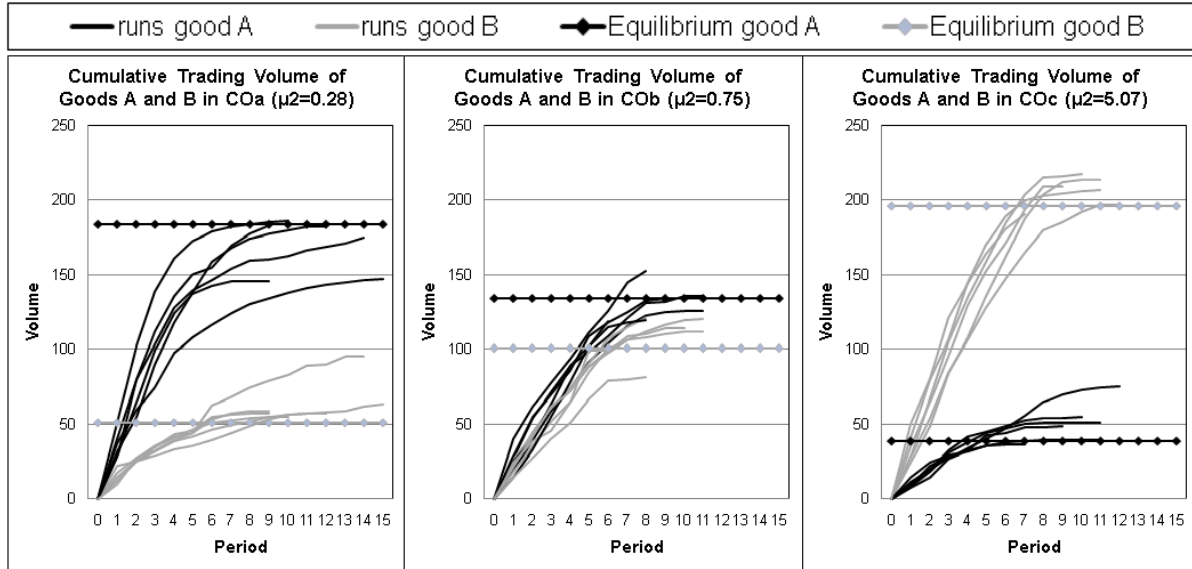 runs good A runs good B Equilibrium good A Equilibrium good B
Cumulative Trading Volume of
Goods A and B in COa (μ2=0.28)
250
200
150
100
50
0
Volume
0 1 2 3 4 5 6 7 8 9 10 11 12 13 14 15
Period
Cumulative Trading Volume of
Goods A and B in COb (μ2=0.75)
250
200
150
100
50
0
Volume
0 1 2 3 4 5 6 7 8 9 10 11 12 13 14 15
Period
Cumulative Trading Volume of
Goods A and B in COc (μ2=5.07)
250
200
150
100
50
0
Volume
0 1 2 3 4 5 6 7 8 9 10 11 12 13 14 15
Period